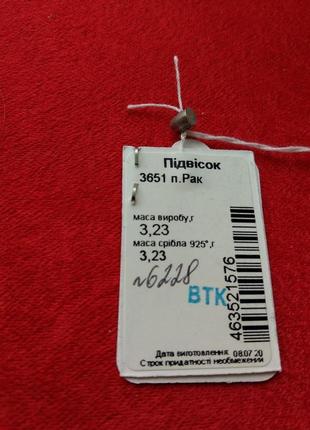 Підвісок
3651 п.Рак
маса виробу,г
3,23
маса срібла 925°,г
3,23
№6228
ВТК
463521576
Дата виготовлення: 08.07.20
Строк придатності необмежений